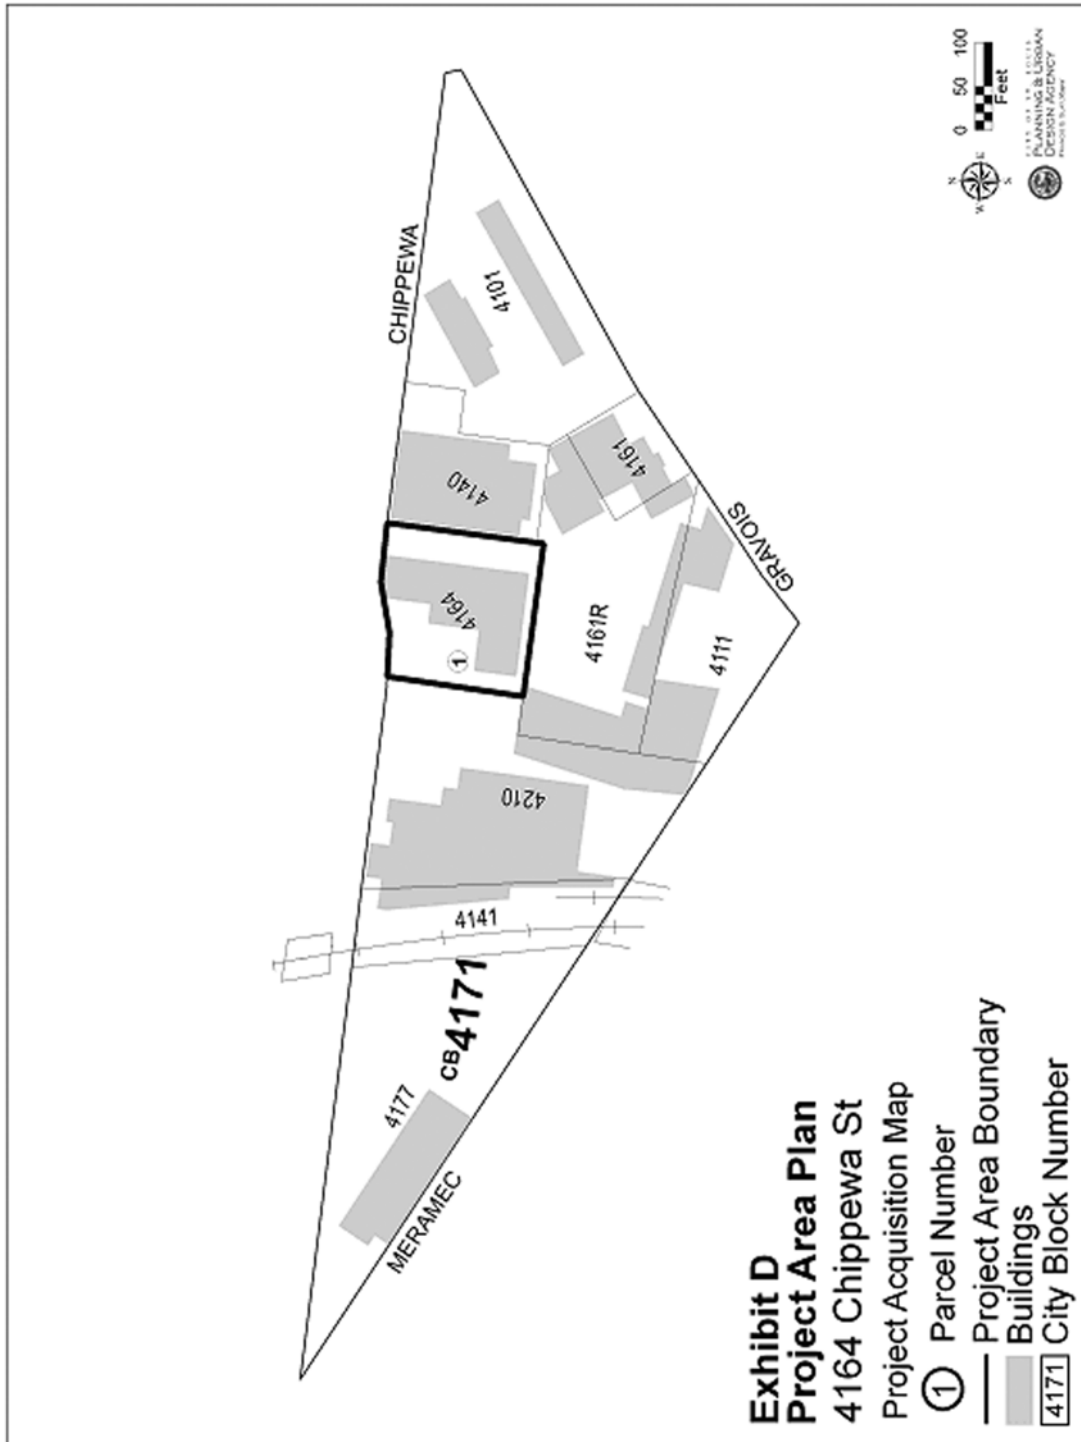 CHIPPEWA
4101
4140
4161
4164
1
GRAVOIS
4161R
4111
4210
4141
CB4171
4177
MERAMEC
Exhibit D
Project Area Plan
4164 Chippewa St
Project Acquisition Map
1 Parcel Number
Project Area Boundary
Buildings
4171 City Block Number
N
W E
S
0 50 100
Feet
PLANNING & URBAN
DESIGN AGENCY